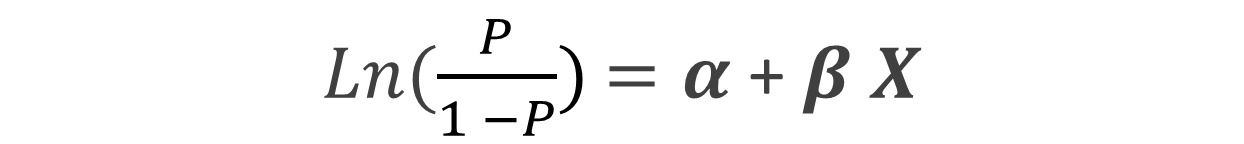 Ln(P/1 −P) = α + β X